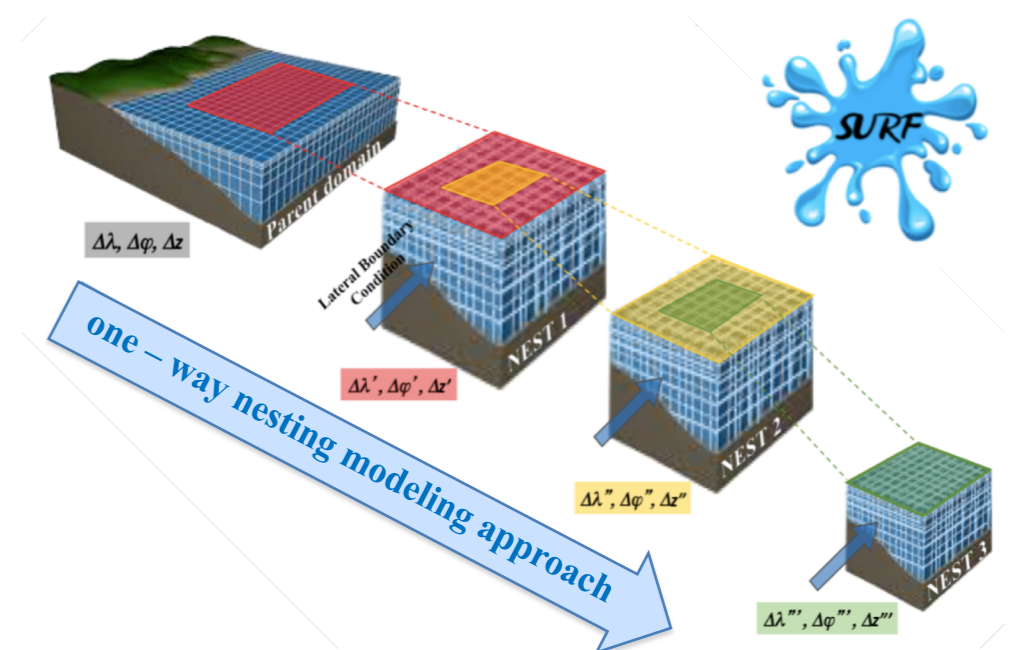 SURF
Parent domain
Δλ, Δφ, Δz
Lateral Boundary
Condition
NEST 1
one – way nesting modeling approach
Δλ’, Δφ’, Δz’
NEST 2
Δλ’’, Δφ’’, Δz’’
NEST 3
Δλ’’’, Δφ’’’, Δz’’’